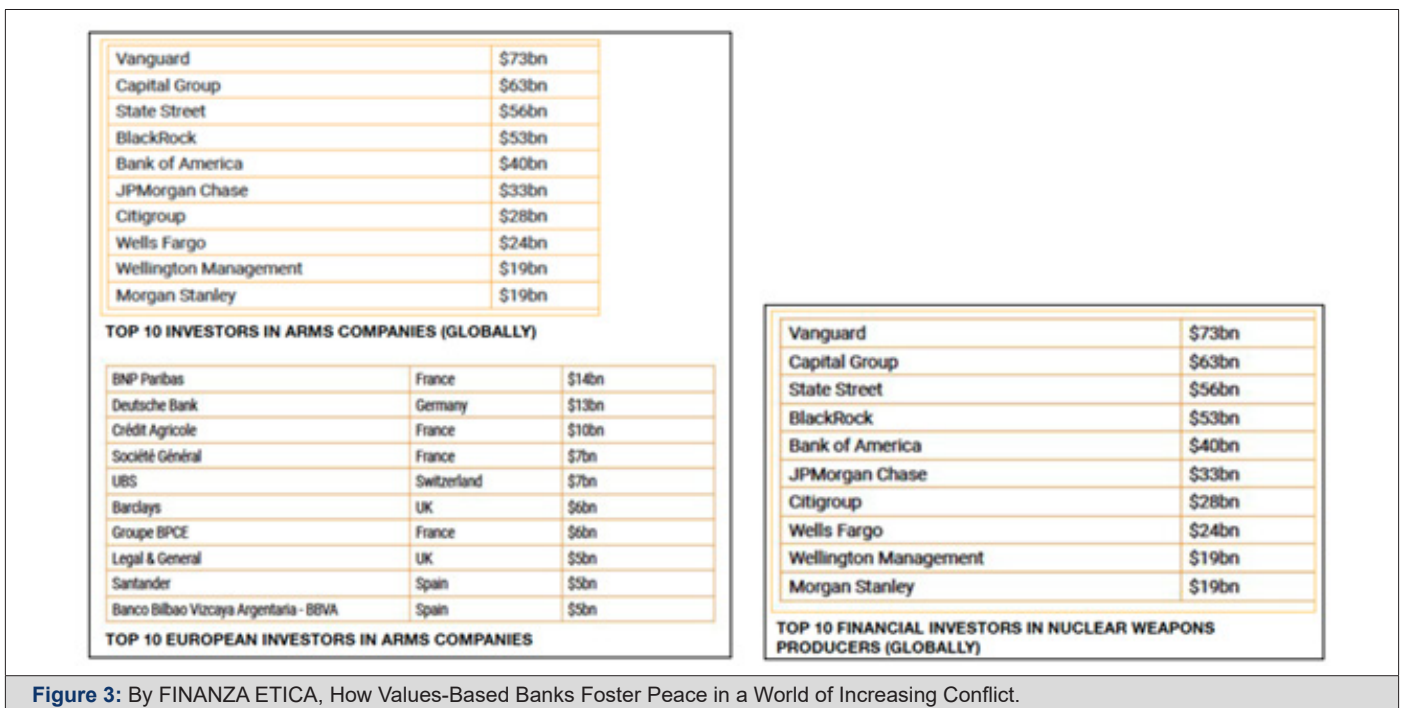 Vanguard $73bn
Capital Group $63bn
State Street $56bn
BlackRock $53bn
Bank of America $40bn
JPMorgan Chase $33bn
Citigroup $28bn
Wells Fargo $24bn
Wellington Management $19bn
Morgan Stanley $19bn
TOP 10 INVESTORS IN ARMS COMPANIES (GLOBALLY)
BNP Paribas France $14bn
Deutsche Bank Germany $13bn
Crédit Agricole France $10bn
Société Général France $7bn
UBS Switzerland $7bn
Barclays UK $6bn
Groupe BPCE France $6bn
Legal & General UK $5bn
Santander Spain $5bn
Banco Bilbao Vizcaya Argentaria - BBVA Spain $5bn
TOP 10 EUROPEAN INVESTORS IN ARMS COMPANIES
Vanguard $73bn
Capital Group $63bn
State Street $56bn
BlackRock $53bn
Bank of America $40bn
JPMorgan Chase $33bn
Citigroup $28bn
Wells Fargo $24bn
Wellington Management $19bn
Morgan Stanley $19bn
TOP 10 FINANCIAL INVESTORS IN NUCLEAR WEAPONS
PRODUCERS (GLOBALLY)
Figure 3: By FINANZA ETICA, How Values-Based Banks Foster Peace in a World of Increasing Conflict.